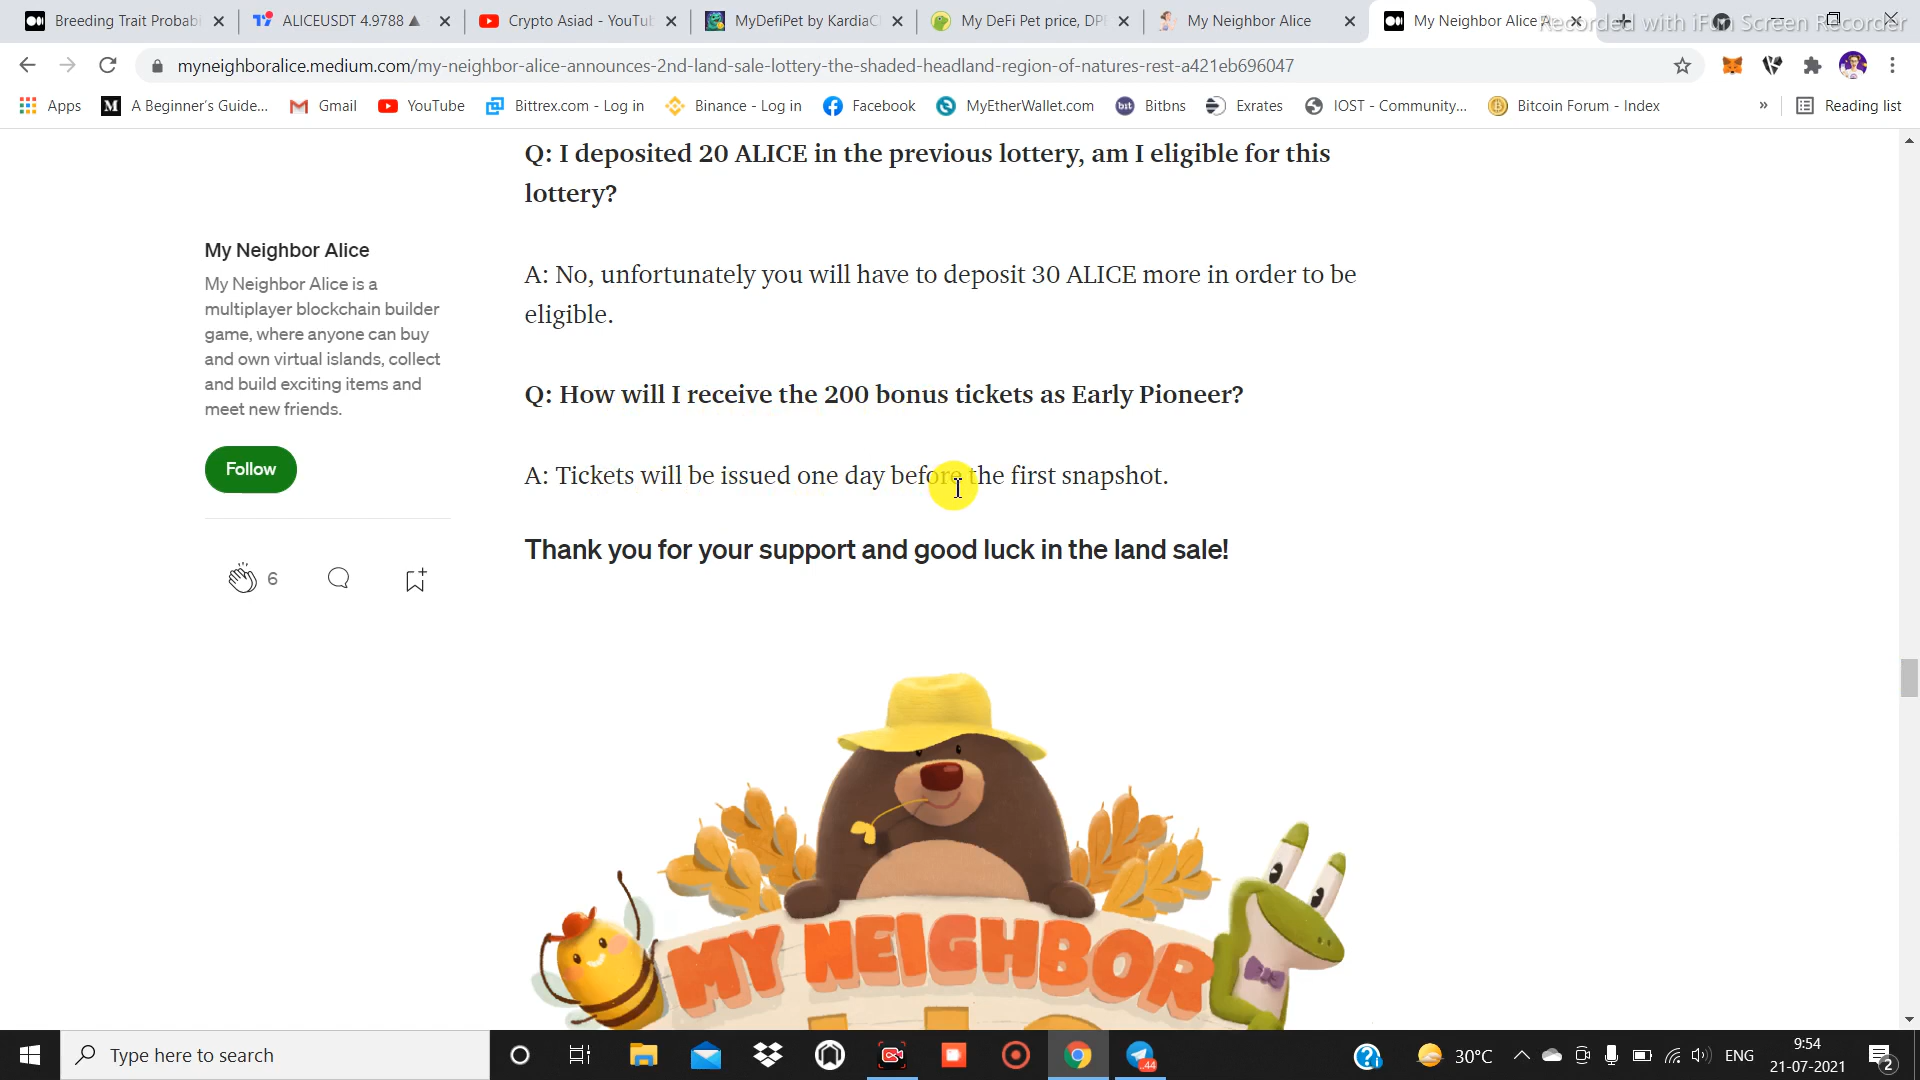 Breeding Trait Probabi
ALICEUSDT 4.9788 ▲
Crypto Asiad - YouTu
MyDefiPet by KardiaC
My DeFi Pet price, DP
My Neighbor Alice
My Neighbor Alice A
Recorded with iFun Screen Recorder
myneighboralice.medium.com/my-neighbor-alice-announces-2nd-land-sale-lottery-the-shaded-headland-region-of-natures-rest-a421eb696047
Apps
A Beginner's Guide...
Gmail
YouTube
Bittrex.com - Log in
Binance - Log in
Facebook
MyEtherWallet.com
Bitbns
Exrates
IOST - Community...
Bitcoin Forum - Index
»
Reading list
Q: I deposited 20 ALICE in the previous lottery, am I eligible for this
lottery?
A: No, unfortunately you will have to deposit 30 ALICE more in order to be
eligible.
Q: How will I receive the 200 bonus tickets as Early Pioneer?
A: Tickets will be issued one day before the first snapshot.
Thank you for your support and good luck in the land sale!
My Neighbor Alice
My Neighbor Alice is a
multiplayer blockchain builder
game, where anyone can buy
and own virtual islands, collect
and build exciting items and
meet new friends.
Follow
6
MY NEIGHBOR
Type here to search
44
30°C
ENG
9:54
21-07-2021
2